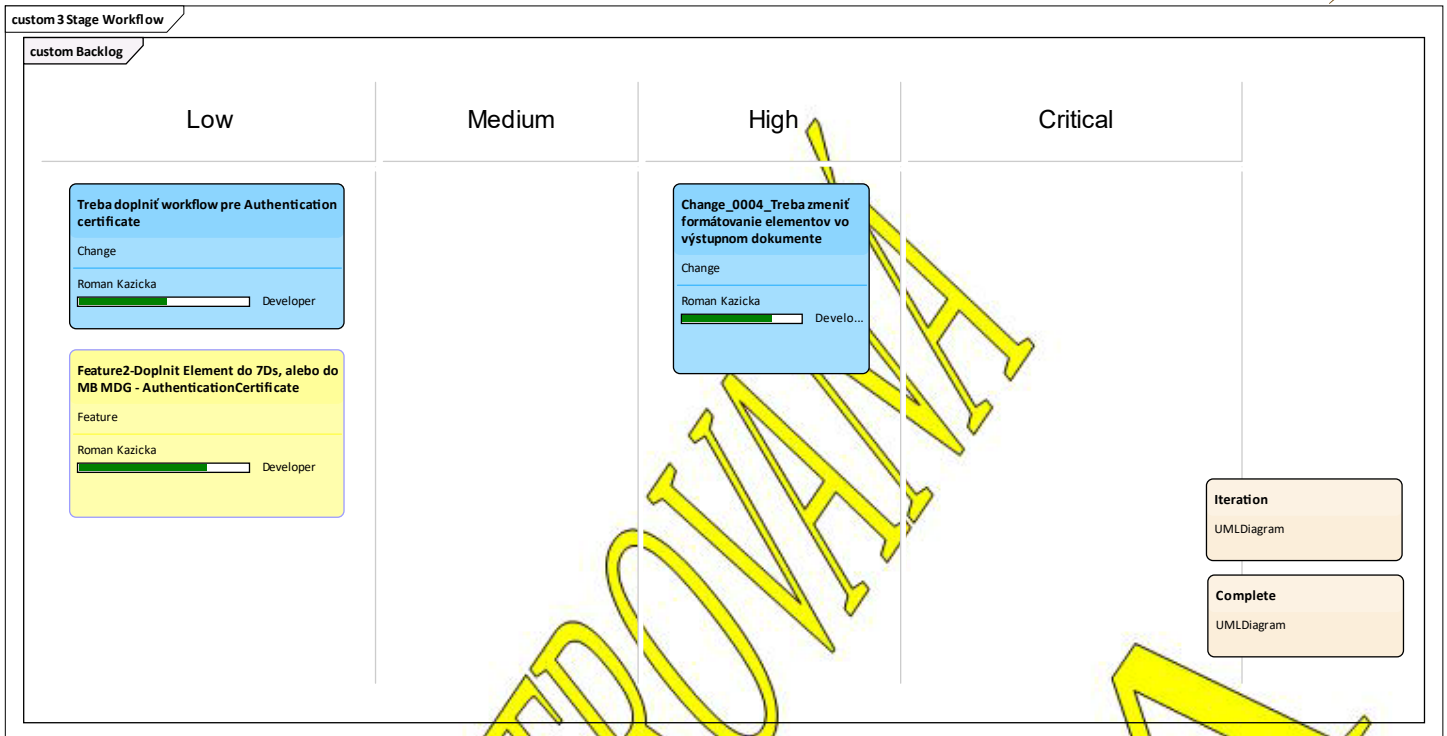 custom 3 Stage Workflow
custom Backlog
Low
Medium
High
Critical
Treba doplniť workflow pre Authentication
certificate
Change
Roman Kazicka
Developer
Feature2-Doplnit Element do 7Ds, alebo do
MB MDG - AuthenticationCertificate
Feature
Roman Kazicka
Developer
Change_0004_Treba zmeniť
formátovanie elementov vo
výstupnom dokumente
Change
Roman Kazicka
Develo...
Iteration
UMLDiagram
Complete
UMLDiagram